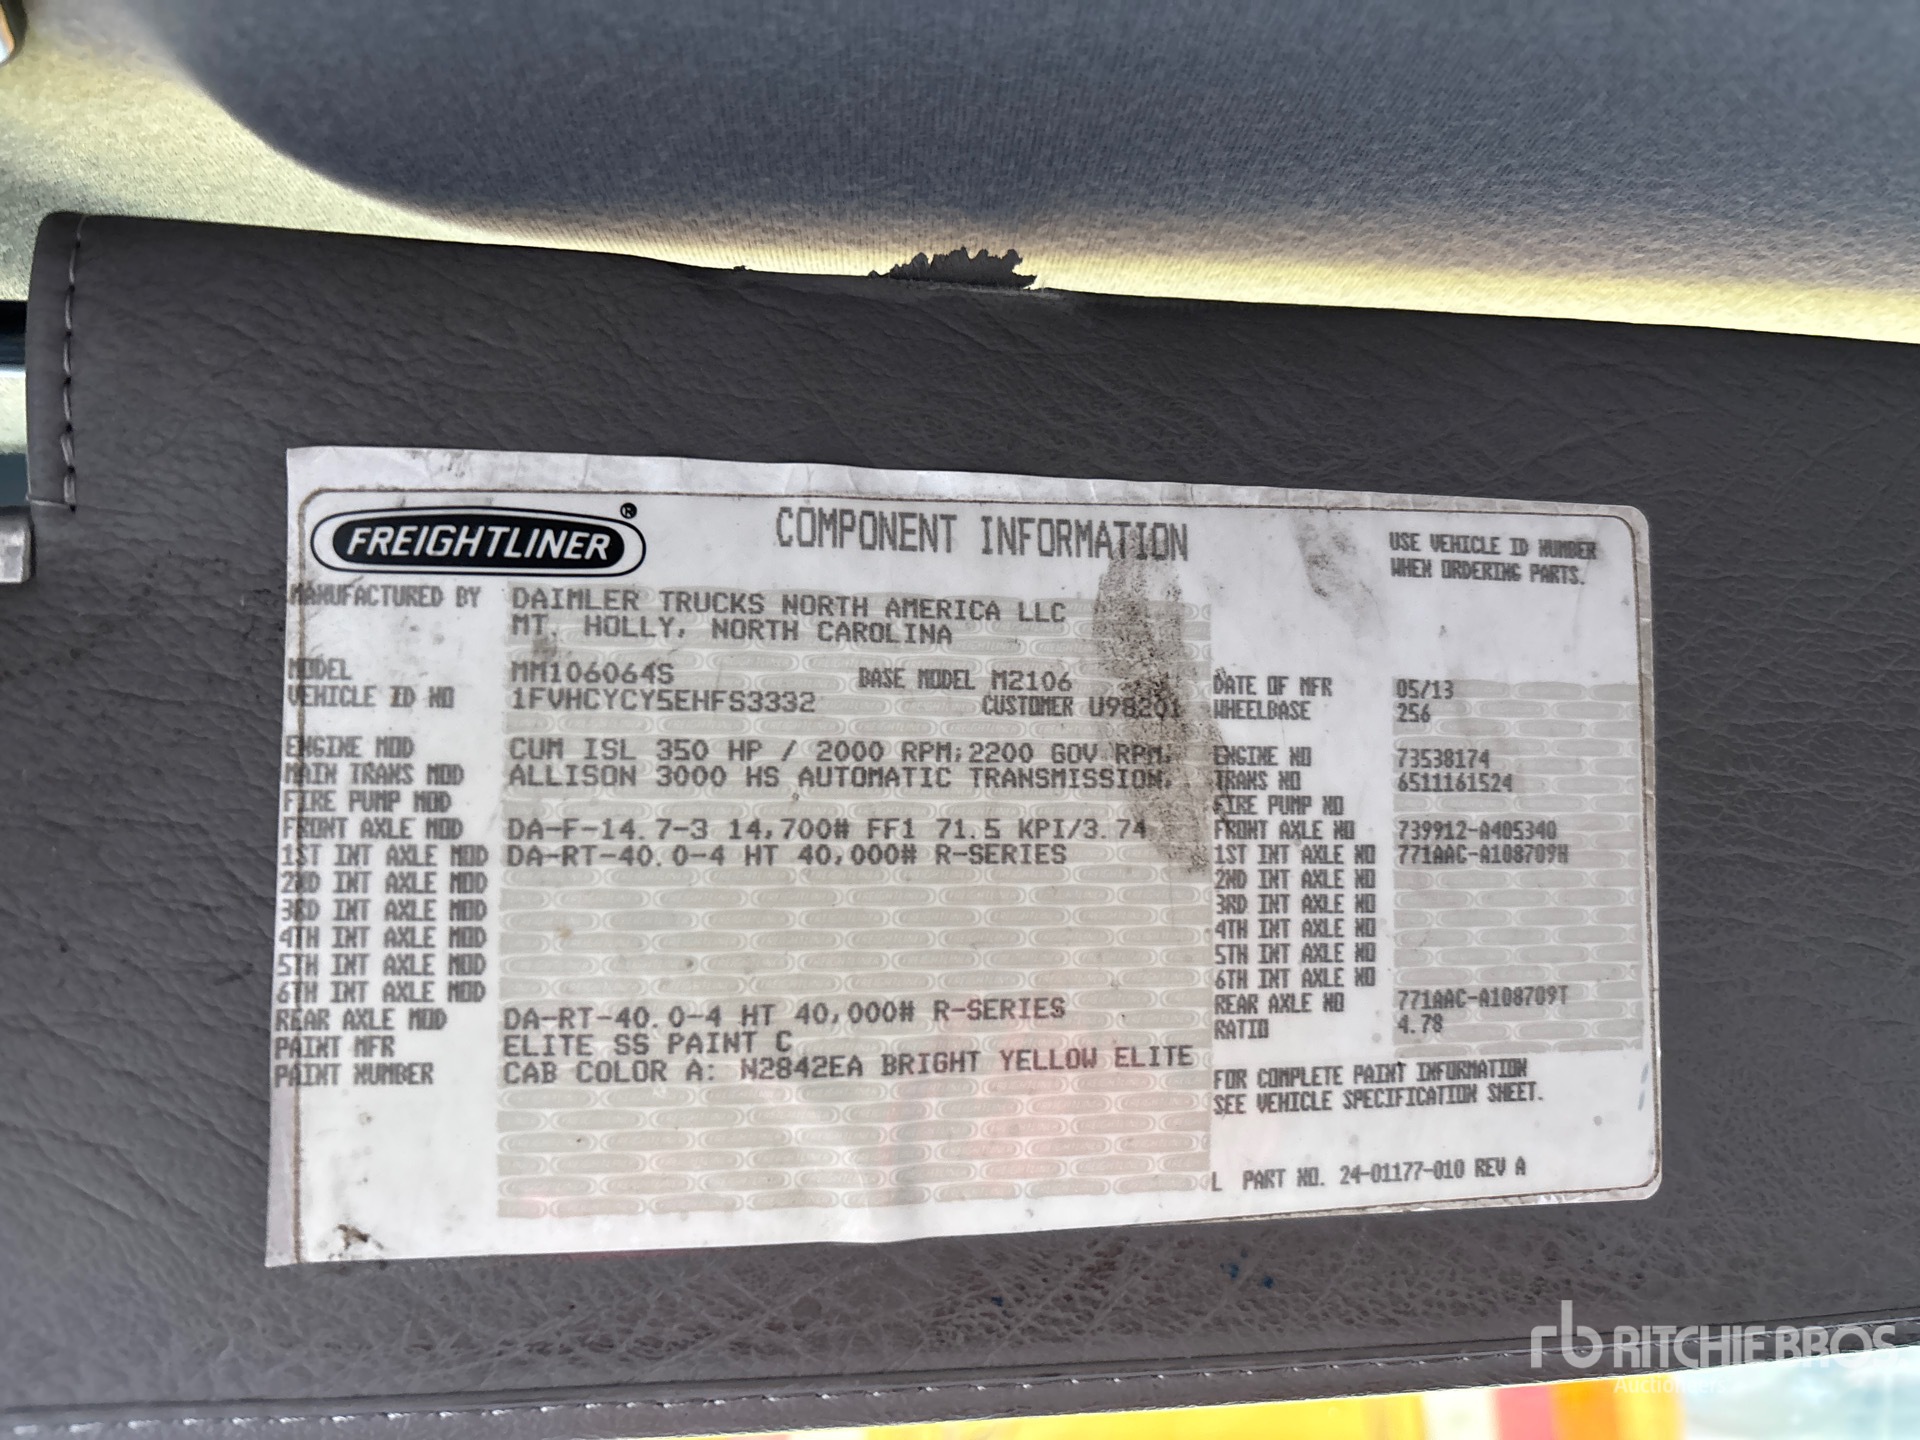 FREIGHTLINER®
COMPONENT INFORMATION
USE VEHICLE ID NUMBER
WHEN ORDERING PARTS.
MANUFACTURED BY DAIMLER TRUCKS NORTH AMERICA LLC
MT. HOLLY, NORTH CAROLINA
MODEL MM106064S BASE MODEL M2106 DATE OF MFR 05/13
VEHICLE ID NO 1FVHCYCY5EHFS3332 CUSTOMER U98201 WHEELBASE 256
ENGINE MOD CUM ISL 350 HP / 2000 RPM;2200 GOV RPM, ENGINE NO 73538174
MAIN TRANS MOD ALLISON 3000 HS AUTOMATIC TRANSMISSION, TRANS NO 6511161524
FIRE PUMP MOD FIRE PUMP NO
FRONT AXLE MOD DA-F-14.7-3 14,700# FF1 71.5 KPI/3.74 FRONT AXLE NO 739912-A405340
1ST INT AXLE MOD DA-RT-40.0-4 HT 40,000# R-SERIES 1ST INT AXLE NO 771AAC-A108709H
2ND INT AXLE MOD 2ND INT AXLE NO
3RD INT AXLE MOD 3RD INT AXLE NO
4TH INT AXLE MOD 4TH INT AXLE NO
5TH INT AXLE MOD 5TH INT AXLE NO
6TH INT AXLE MOD 6TH INT AXLE NO
REAR AXLE MOD DA-RT-40.0-4 HT 40,000# R-SERIES REAR AXLE NO 771AAC-A108709T
PAINT MFR ELITE SS PAINT C RATIO 4.78
PAINT NUMBER CAB COLOR A: N2842EA BRIGHT YELLOW ELITE
FOR COMPLETE PAINT INFORMATION
SEE VEHICLE SPECIFICATION SHEET.
L PART NO. 24-01177-010 REV A
rb RITCHIE BROS
Auctioneers